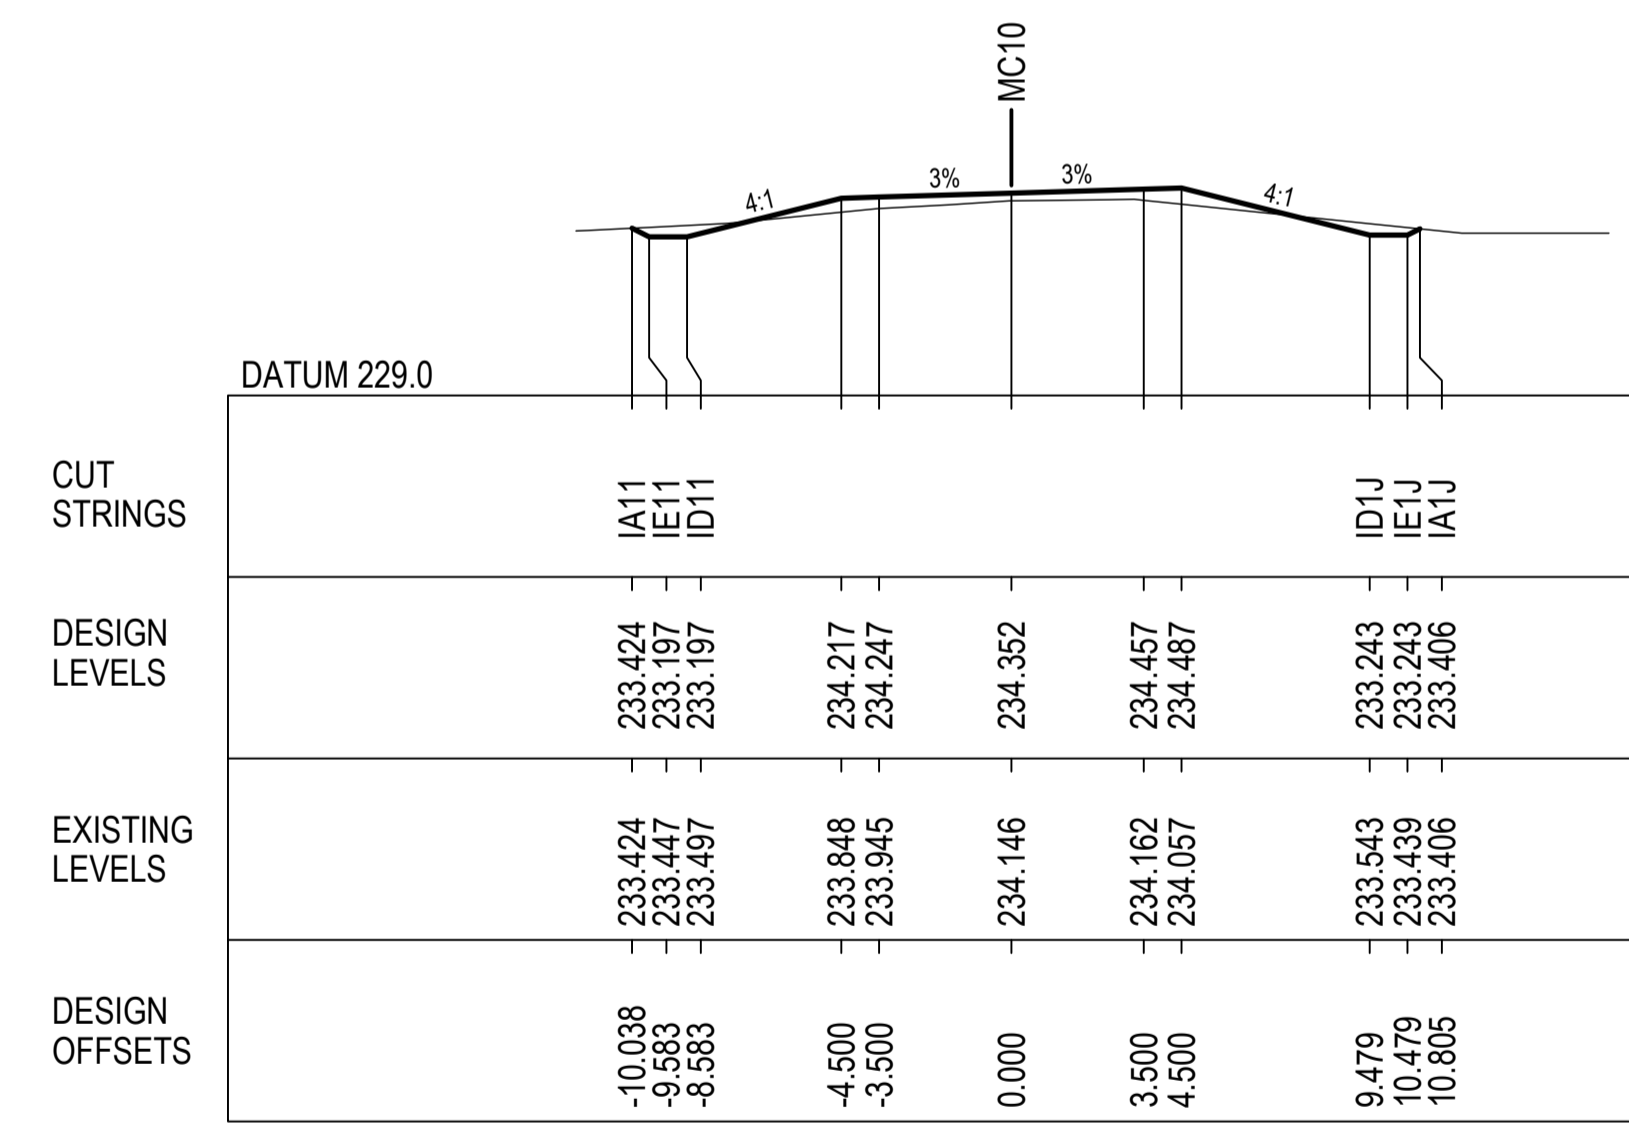 MC10
3%
3%
4:1
4:1
DATUM 229.0
CUT
STRINGS
IA11
IE11
ID11
ID1J
IE1J
IA1J
DESIGN
LEVELS
233.424
233.197
233.197
234.217
234.247
234.352
234.457
234.487
233.243
233.243
233.406
EXISTING
LEVELS
233.424
233.447
233.497
233.848
233.945
234.146
234.162
234.057
233.543
233.439
233.406
DESIGN
OFFSETS
-10.038
-9.583
-8.583
-4.500
-3.500
0.000
3.500
4.500
9.479
10.479
10.805